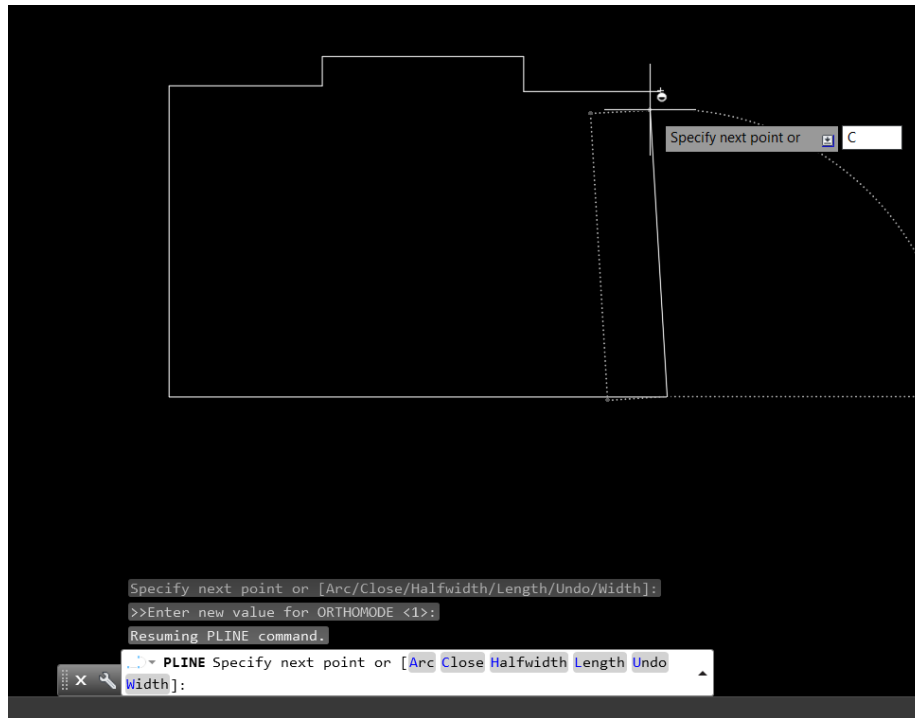 Specify next point or C
Specify next point or [Arc/Close/Halfwidth/Length/Undo/Width]:
>>Enter new value for ORTHOMODE <1>:
Resuming PLINE command.
PLINE Specify next point or [Arc Close Halfwidth Length Undo
Width]: